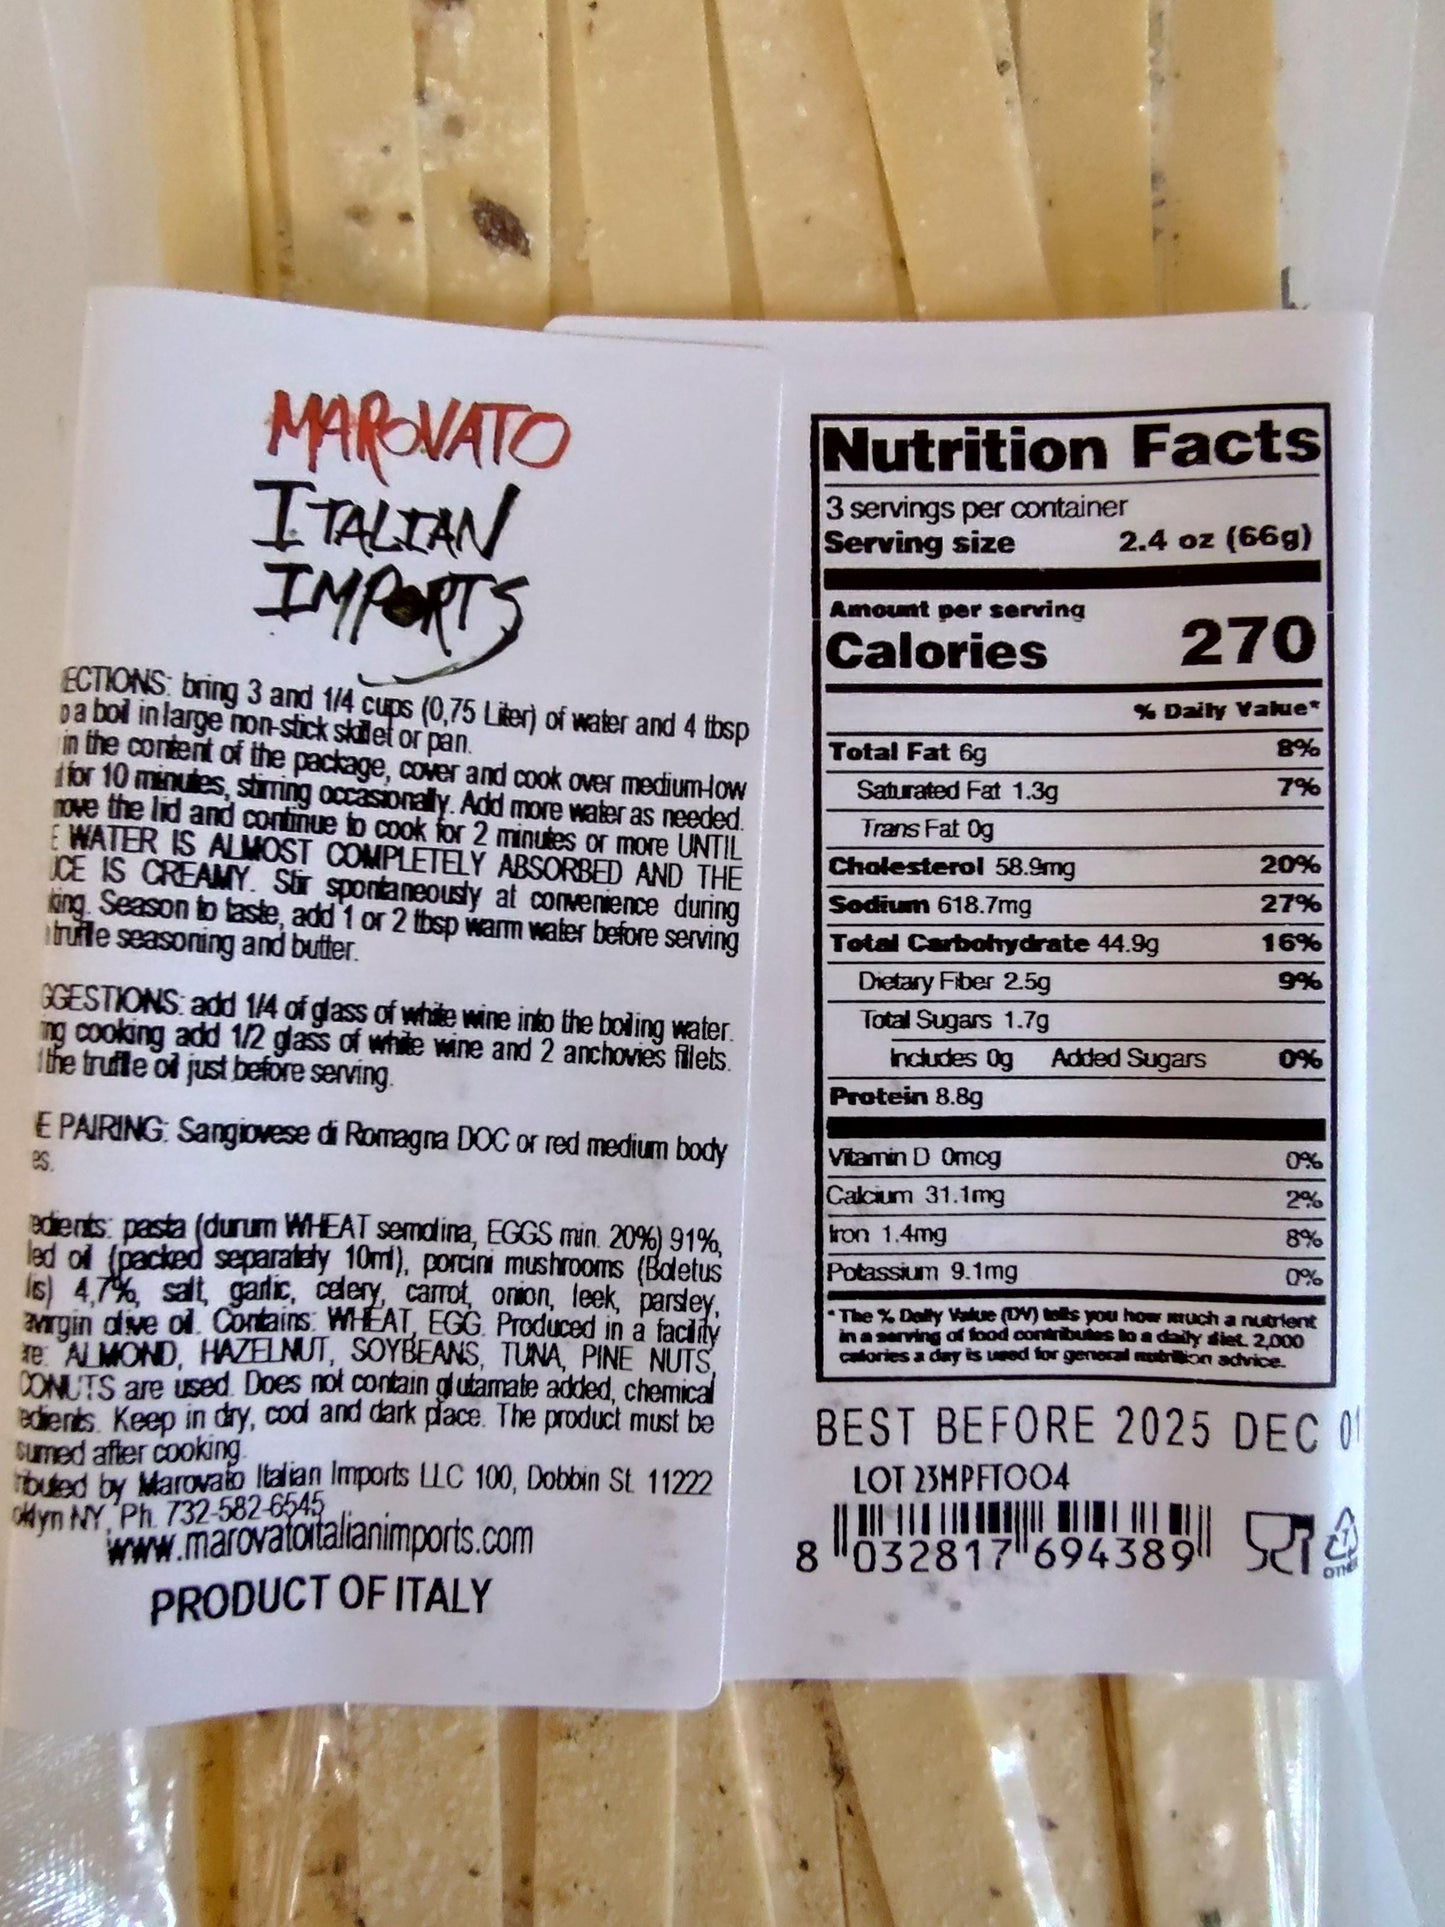 MAROVATO
ITALIAN
IMPORTS
ECTIONS: bring 3 and 1/4 cups (0,75 Liter) of water and 4 tbsp
o a boil in large non-stick skillet or pan.
in the content of the package, cover and cook over medium-low
t for 10 minutes, stirring occasionally. Add more water as needed.
move the lid and continue to cook for 2 minutes or more UNTIL
E WATER IS ALMOST COMPLETELY ABSORBED AND THE
UCE IS CREAMY. Stir spontaneously at convenience during
king. Season to taste, add 1 or 2 tbsp warm water before serving
truffle seasoning and butter.
GGESTIONS: add 1/4 of glass of white wine into the boiling water.
ng cooking add 1/2 glass of white wine and 2 anchovies fillets.
the truffle oil just before serving.
E PAIRING: Sangiovese di Romagna DOC or red medium body
es.
edients: pasta (durum WHEAT semolina, EGGS min. 20%) 91%,
led oil (packed separately 10ml), porcini mushrooms (Boletus
lis) 4,7%, salt, garlic, celery, carrot, onion, leek, parsley,
avirgin olive oil. Contains: WHEAT, EGG. Produced in a facility
re: ALMOND, HAZELNUT, SOYBEANS, TUNA, PINE NUTS,
CONUTS are used. Does not contain glutamate added, chemical
edients. Keep in dry, cool and dark place. The product must be
sumed after cooking.
ributed by Marovato Italian Imports LLC 100, Dobbin St. 11222
oklyn NY, Ph. 732-582-6545
www.marovatoitalianimports.com
PRODUCT OF ITALY
Nutrition Facts
3 servings per container
Serving size 2.4 oz (66g)
Amount per serving
Calories 270
% Daily Value*
Total Fat 6g 8%
Saturated Fat 1.3g 7%
Trans Fat 0g
Cholesterol 58.9mg 20%
Sodium 618.7mg 27%
Total Carbohydrate 44.9g 16%
Dietary Fiber 2.5g 9%
Total Sugars 1.7g
Includes 0g Added Sugars 0%
Protein 8.8g
Vitamin D 0mcg 0%
Calcium 31.1mg 2%
Iron 1.4mg 8%
Potassium 9.1mg 0%
* The % Daily Value (DV) tells you how much a nutrient
in a serving of food contributes to a daily diet. 2,000
calories a day is used for general nutrition advice.
BEST BEFORE 2025 DEC 01
LOT 23MPFT004
8 032817 694389
7
OTHE